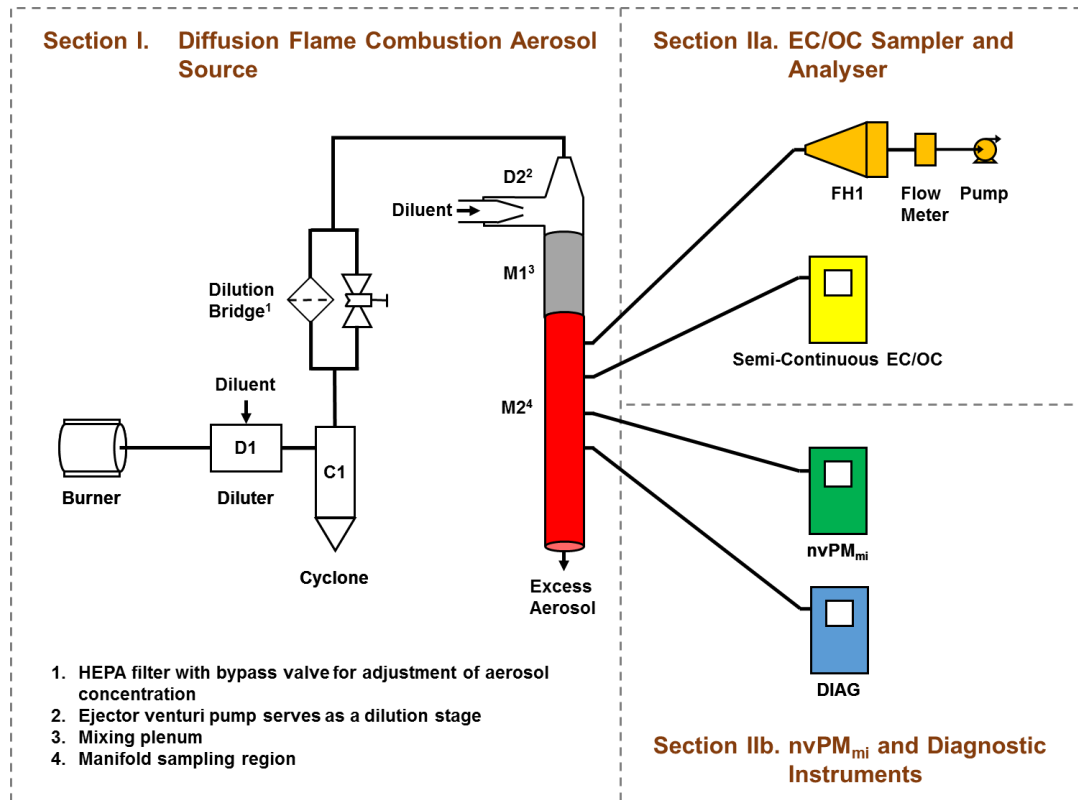 Section I. Diffusion Flame Combustion Aerosol
Source
Section IIa. EC/OC Sampler and
Analyser
D2²
Diluent
M1³
Dilution
Bridge¹
Diluent
D1
Burner
Diluter
C1
Cyclone
M2⁴
Excess
Aerosol
FH1
Flow
Meter
Pump
Semi-Continuous EC/OC
nvPMmi
DIAG
1. HEPA filter with bypass valve for adjustment of aerosol
concentration
2. Ejector venturi pump serves as a dilution stage
3. Mixing plenum
4. Manifold sampling region
Section IIb. nvPMmi and Diagnostic
Instruments